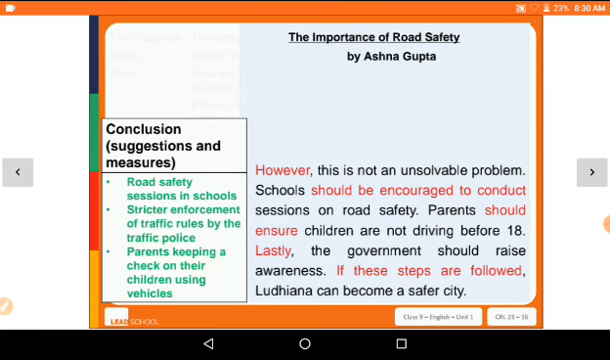 23% 8:30 AM
The Importance of Road Safety
by Ashna Gupta
Conclusion
(suggestions and
measures)
• Road safety
sessions in schools
• Stricter enforcement
of traffic rules by the
traffic police
• Parents keeping a
check on their
children using
vehicles
However, this is not an unsolvable problem.
Schools should be encouraged to conduct
sessions on road safety. Parents should
ensure children are not driving before 18.
Lastly, the government should raise
awareness. If these steps are followed,
Ludhiana can become a safer city.
LEAD SCHOOL
Class 9 – English – Unit 1
CRL 23 – 16